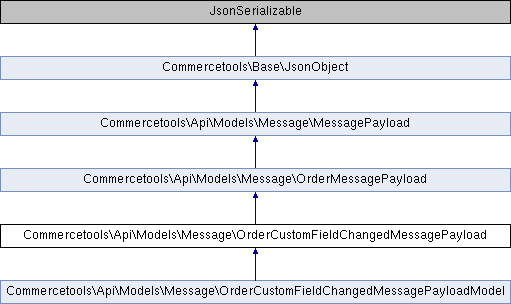 JsonSerializable
Commercetools\Base\JsonObject
Commercetools\Api\Models\Message\MessagePayload
Commercetools\Api\Models\Message\OrderMessagePayload
Commercetools\Api\Models\Message\OrderCustomFieldChangedMessagePayload
Commercetools\Api\Models\Message\OrderCustomFieldChangedMessagePayloadModel